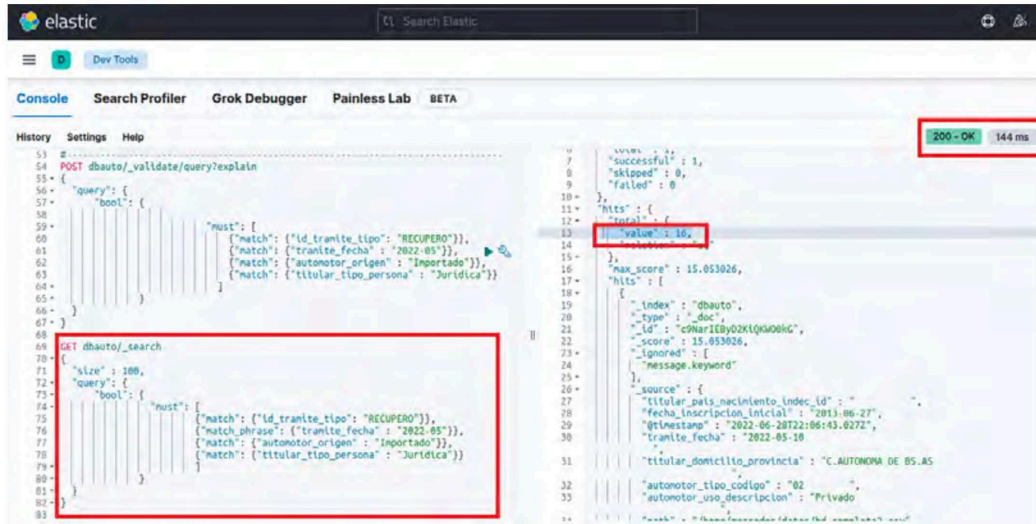 elastic
Search Elastic
D
Dev Tools
Console Search Profiler Grok Debugger Painless Lab BETA
History Settings Help
200 - OK 144 ms
53 #
54 POST dbauto/_validate/query?explain
55 {
56 "query": {
57 "bool": {
58
59 "must": [
60 {"match": {"id_tramite_tipo": "RECUPERO"}},
61 {"match": {"tramite_fecha" : "2022-05"}},
62 {"match": {"automotor_origen" : "Importado"}},
63 {"match": {"titular_tipo_persona" : "Jurídica"}}
64 ]
65 }
66 }
67 }
68
69 GET dbauto/_search
70 {
71 "size" : 100,
72 "query": {
73 "bool": {
74 "must": [
75 {"match": {"id_tramite_tipo": "RECUPERO"}},
76 {"match_phrase": {"tramite_fecha" : "2022-05"}},
77 {"match": {"automotor_origen" : "Importado"}},
78 {"match": {"titular_tipo_persona" : "Jurídica"}}
79 ]
80 }
81 }
82 }
83
7 "successful" : 1,
8 "skipped" : 0,
9 "failed" : 0
10 },
11 "hits" : {
12 "total" : {
13 "value" : 16,
14
15 },
16 "max_score" : 15.053026,
17 "hits" : [
18 {
19 "_index" : "dbauto",
20 "_type" : "_doc",
21 "_id" :
22 "_score" : 15.053026,
23 "_ignored" : [
24 "message.keyword"
25 ],
26 "_source" : {
27 "titular_pais_nacimiento_indec_id" : " ",
28 "fecha_inscripcion_inicial" : "2013-06-27",
29 "@timestamp" : "2022-06-28T22:06:43.027Z",
30 "tramite_fecha" : "2022-05-10
",
31 "titular_domicilio_provincia" : "C.AUTONOMA DE BS.AS
",
32 "automotor_tipo_codigo" : "02 ",
33 "automotor_uso_descripcion" : "Privado
",